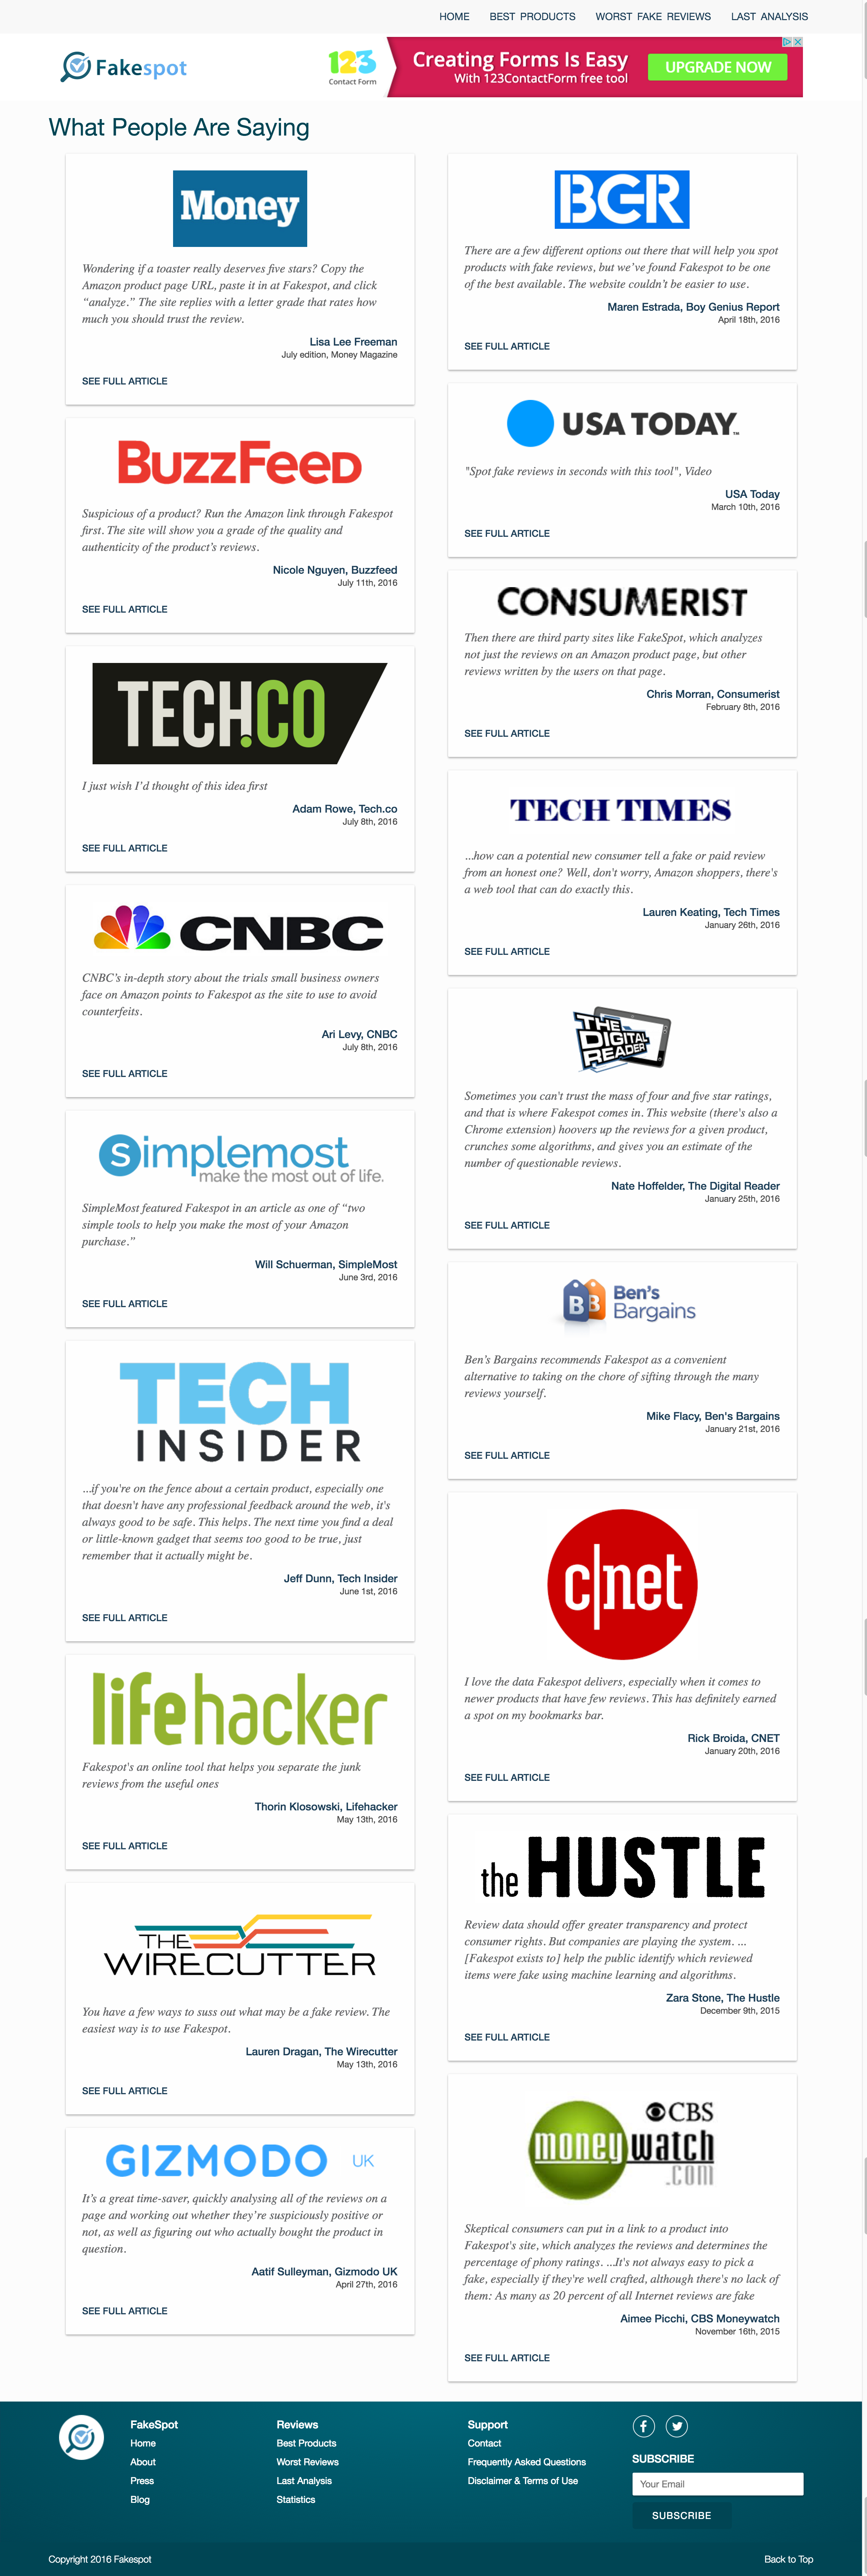 HOME BEST PRODUCTS WORST FAKE REVIEWS LAST ANALYSIS
Fakespot
123
Contact Form
Creating Forms Is Easy
With 123ContactForm free tool
UPGRADE NOW
What People Are Saying
Money
Wondering if a toaster really deserves five stars? Copy the
Amazon product page URL, paste it in at Fakespot, and click
“analyze.” The site replies with a letter grade that rates how
much you should trust the review.
Lisa Lee Freeman
July edition, Money Magazine
SEE FULL ARTICLE
BuzzFeeD
Suspicious of a product? Run the Amazon link through Fakespot
first. The site will show you a grade of the quality and
authenticity of the product’s reviews.
Nicole Nguyen, Buzzfeed
July 11th, 2016
SEE FULL ARTICLE
TECH.CO
I just wish I’d thought of this idea first
Adam Rowe, Tech.co
July 8th, 2016
SEE FULL ARTICLE
CNBC
CNBC’s in-depth story about the trials small business owners
face on Amazon points to Fakespot as the site to use to avoid
counterfeits.
Ari Levy, CNBC
July 8th, 2016
SEE FULL ARTICLE
Simplemost
make the most out of life.
SimpleMost featured Fakespot in an article as one of “two
simple tools to help you make the most of your Amazon
purchase.”
Will Schuerman, SimpleMost
June 3rd, 2016
SEE FULL ARTICLE
TECH
INSIDER
...if you're on the fence about a certain product, especially one
that doesn't have any professional feedback around the web, it's
always good to be safe. This helps. The next time you find a deal
or little-known gadget that seems too good to be true, just
remember that it actually might be.
Jeff Dunn, Tech Insider
June 1st, 2016
SEE FULL ARTICLE
lifehacker
Fakespot's an online tool that helps you separate the junk
reviews from the useful ones
Thorin Klosowski, Lifehacker
May 13th, 2016
SEE FULL ARTICLE
THE
WIRECUTTER
You have a few ways to suss out what may be a fake review. The
easiest way is to use Fakespot.
Lauren Dragan, The Wirecutter
May 13th, 2016
SEE FULL ARTICLE
GIZMODO UK
It’s a great time-saver, quickly analysing all of the reviews on a
page and working out whether they’re suspiciously positive or
not, as well as figuring out who actually bought the product in
question.
Aatif Sulleyman, Gizmodo UK
April 27th, 2016
SEE FULL ARTICLE
BGR
There are a few different options out there that will help you spot
products with fake reviews, but we’ve found Fakespot to be one
of the best available. The website couldn’t be easier to use.
Maren Estrada, Boy Genius Report
April 18th, 2016
SEE FULL ARTICLE
USA TODAY™
"Spot fake reviews in seconds with this tool", Video
USA Today
March 10th, 2016
SEE FULL ARTICLE
CONSUMERIST
Then there are third party sites like FakeSpot, which analyzes
not just the reviews on an Amazon product page, but other
reviews written by the users on that page.
Chris Morran, Consumerist
February 8th, 2016
SEE FULL ARTICLE
TECH TIMES
...how can a potential new consumer tell a fake or paid review
from an honest one? Well, don't worry, Amazon shoppers, there's
a web tool that can do exactly this.
Lauren Keating, Tech Times
January 26th, 2016
SEE FULL ARTICLE
THE
DIGITAL
READER
Sometimes you can't trust the mass of four and five star ratings,
and that is where Fakespot comes in. This website (there's also a
Chrome extension) hoovers up the reviews for a given product,
crunches some algorithms, and gives you an estimate of the
number of questionable reviews.
Nate Hoffelder, The Digital Reader
January 25th, 2016
SEE FULL ARTICLE
B B
Ben's
Bargains
Ben’s Bargains recommends Fakespot as a convenient
alternative to taking on the chore of sifting through the many
reviews yourself.
Mike Flacy, Ben's Bargains
January 21st, 2016
SEE FULL ARTICLE
c|net
I love the data Fakespot delivers, especially when it comes to
newer products that have few reviews. This has definitely earned
a spot on my bookmarks bar.
Rick Broida, CNET
January 20th, 2016
SEE FULL ARTICLE
the HUSTLE
Review data should offer greater transparency and protect
consumer rights. But companies are playing the system. ...
[Fakespot exists to] help the public identify which reviewed
items were fake using machine learning and algorithms.
Zara Stone, The Hustle
December 9th, 2015
SEE FULL ARTICLE
CBS
moneywatch
.com
Skeptical consumers can put in a link to a product into
Fakespot's site, which analyzes the reviews and determines the
percentage of phony ratings. ...It's not always easy to pick a
fake, especially if they're well crafted, although there's no lack of
them: As many as 20 percent of all Internet reviews are fake
Aimee Picchi, CBS Moneywatch
November 16th, 2015
SEE FULL ARTICLE
FakeSpot
Home
About
Press
Blog
Reviews
Best Products
Worst Reviews
Last Analysis
Statistics
Support
Contact
Frequently Asked Questions
Disclaimer & Terms of Use
SUBSCRIBE
Your Email
SUBSCRIBE
Copyright 2016 Fakespot
Back to Top